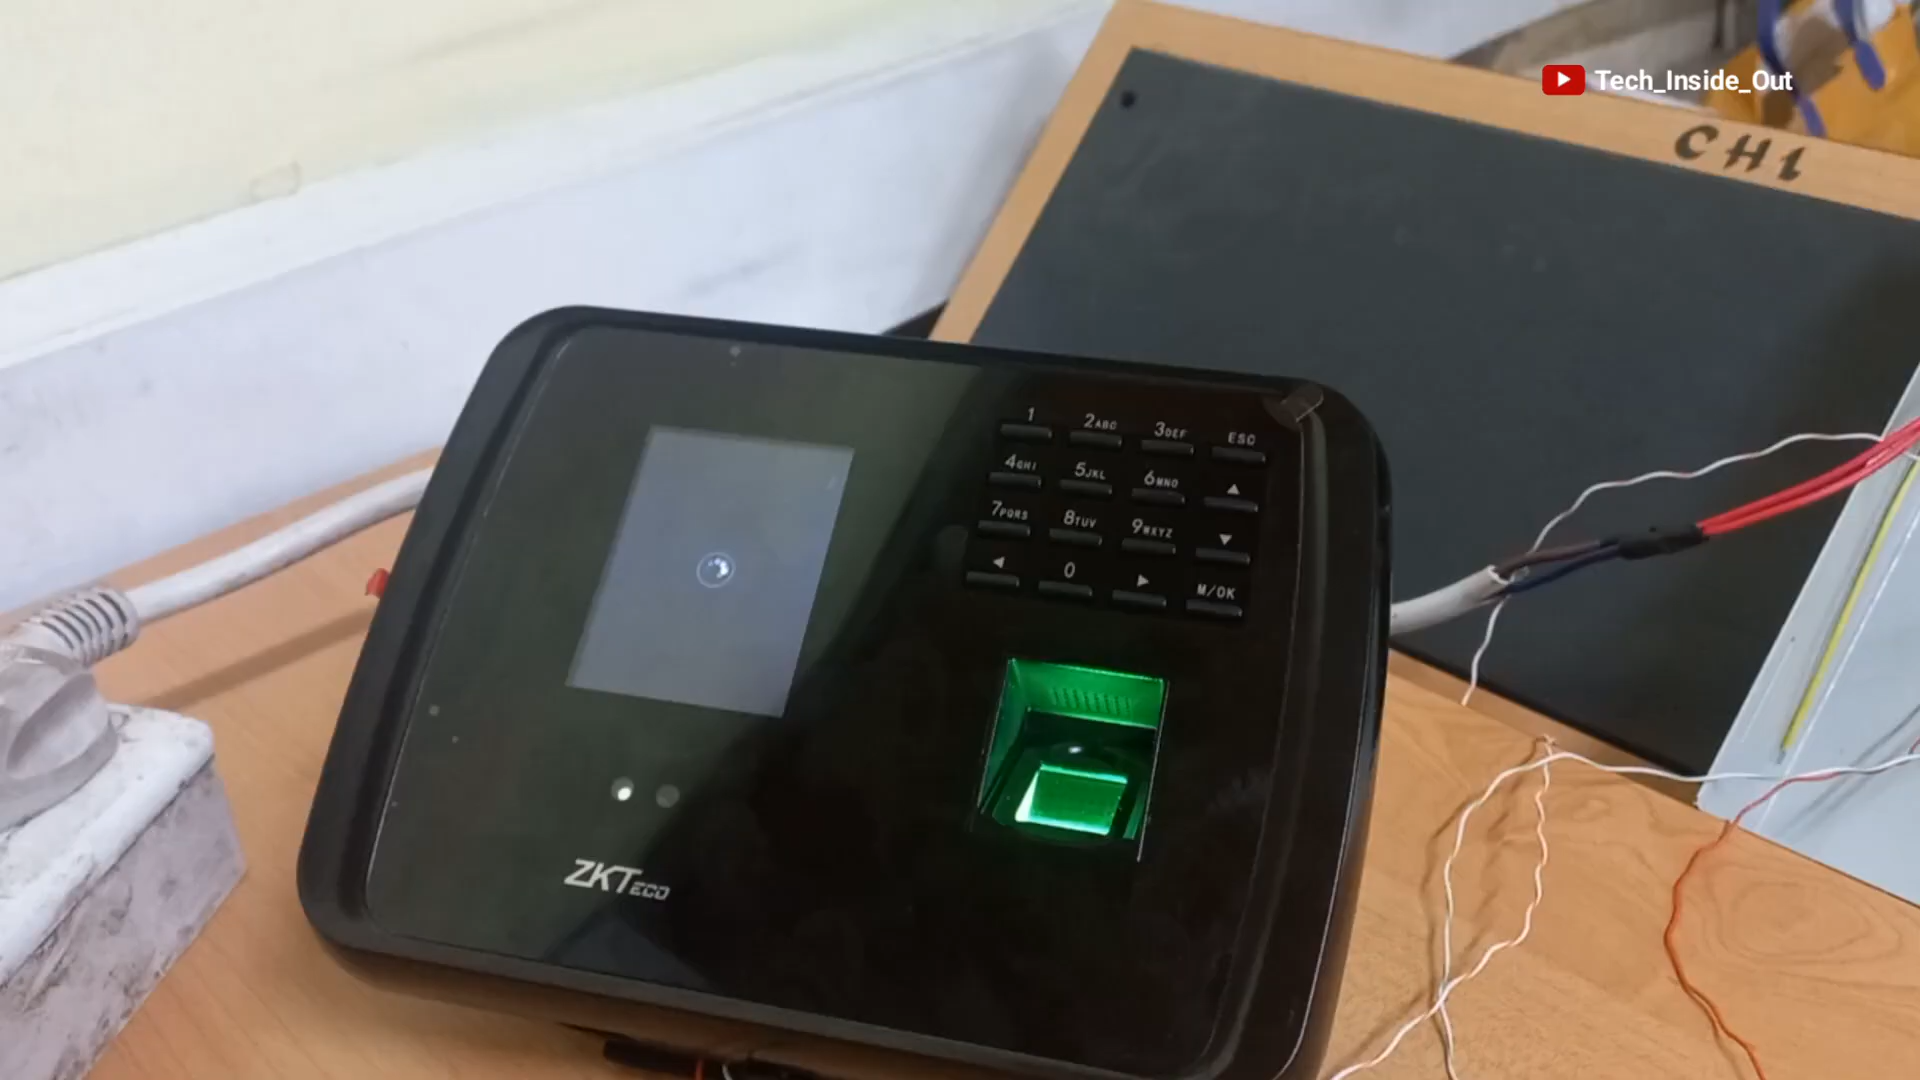 Tech_Inside_Out
CH1
1 2ABC 3DEF ESC
4GHI 5JKL 6MNO ▲
7PQRS 8TUV 9WXYZ ▼
◀ 0 ▶ M/OK
ZKTECO